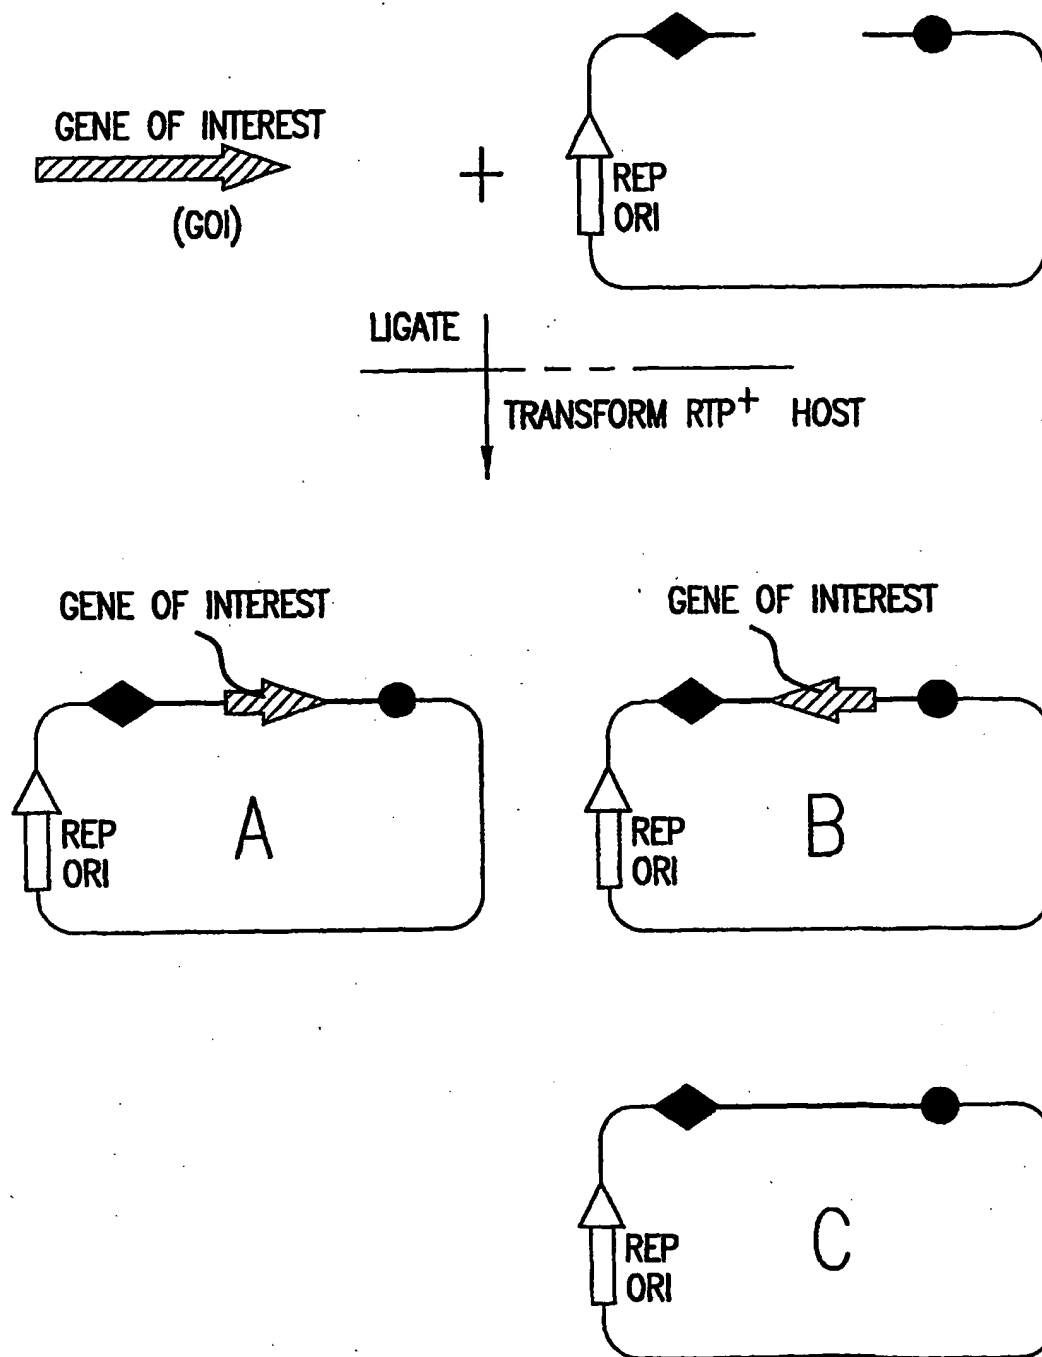 GENE OF INTEREST
(GOI)
+
REP
ORI
LIGATE
TRANSFORM RTP+ HOST
GENE OF INTEREST
GENE OF INTEREST
REP
ORI
A
REP
ORI
B
REP
ORI
C